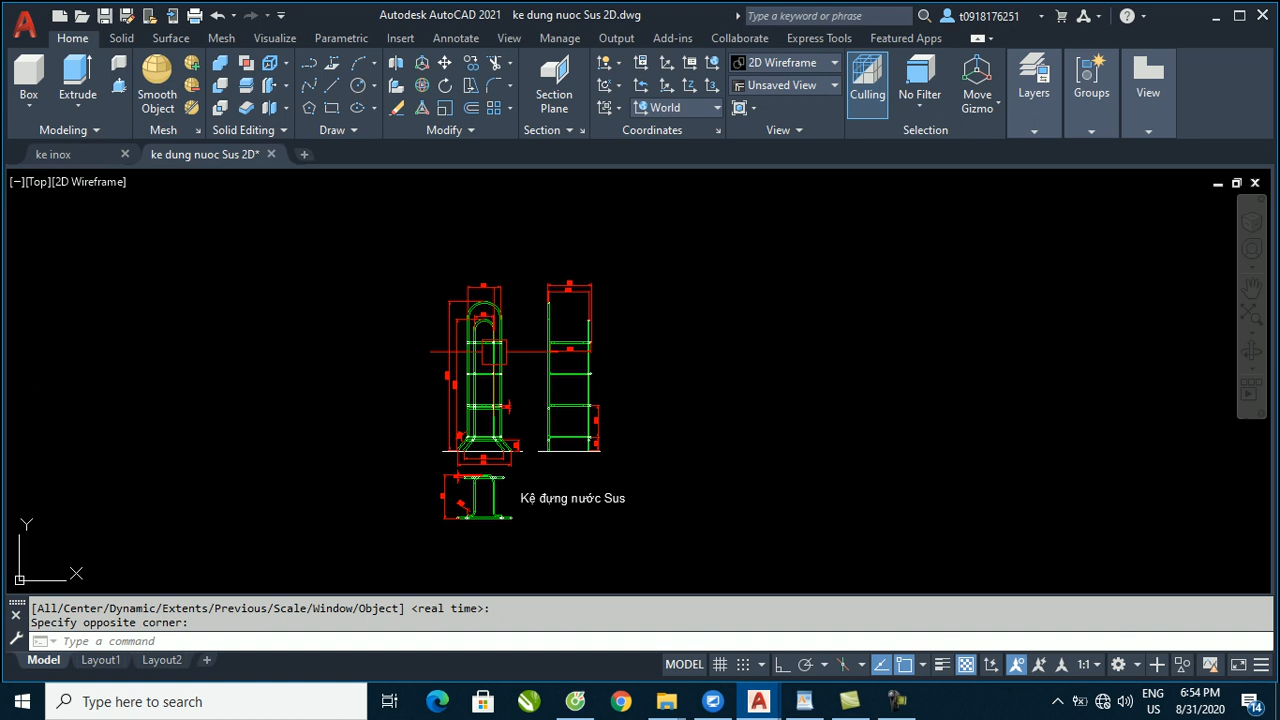 Autodesk AutoCAD 2021 ke dung nuoc Sus 2D.dwg
Type a keyword or phrase
t0918176251
Home Solid Surface Mesh Visualize Parametric Insert Annotate View Manage Output Add-ins Collaborate Express Tools Featured Apps
Box
Extrude
Smooth Object
Section Plane
World
2D Wireframe
Unsaved View
Culling
No Filter
Move Gizmo
Layers
Groups
View
Modeling
Mesh
Solid Editing
Draw
Modify
Section
Coordinates
View
Selection
ke inox
ke dung nuoc Sus 2D*
[−][Top][2D Wireframe]
Kệ đựng nước Sus
Y
X
[All/Center/Dynamic/Extents/Previous/Scale/Window/Object] <real time>:
Specify opposite corner:
Type a command
Model Layout1 Layout2
MODEL
1:1
Type here to search
ENG
US
6:54 PM
8/31/2020
14